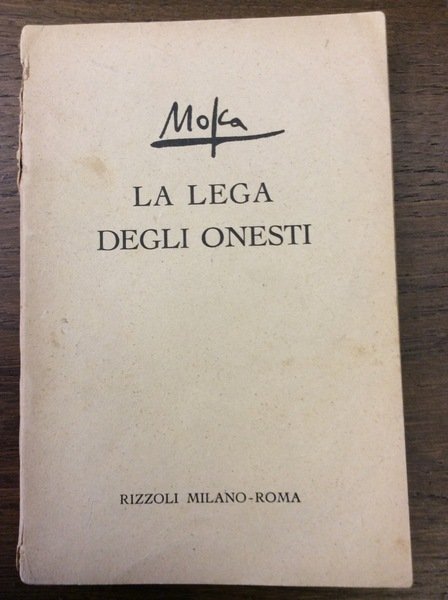 Mosca
LA LEGA
DEGLI ONESTI
RIZZOLI MILANO-ROMA